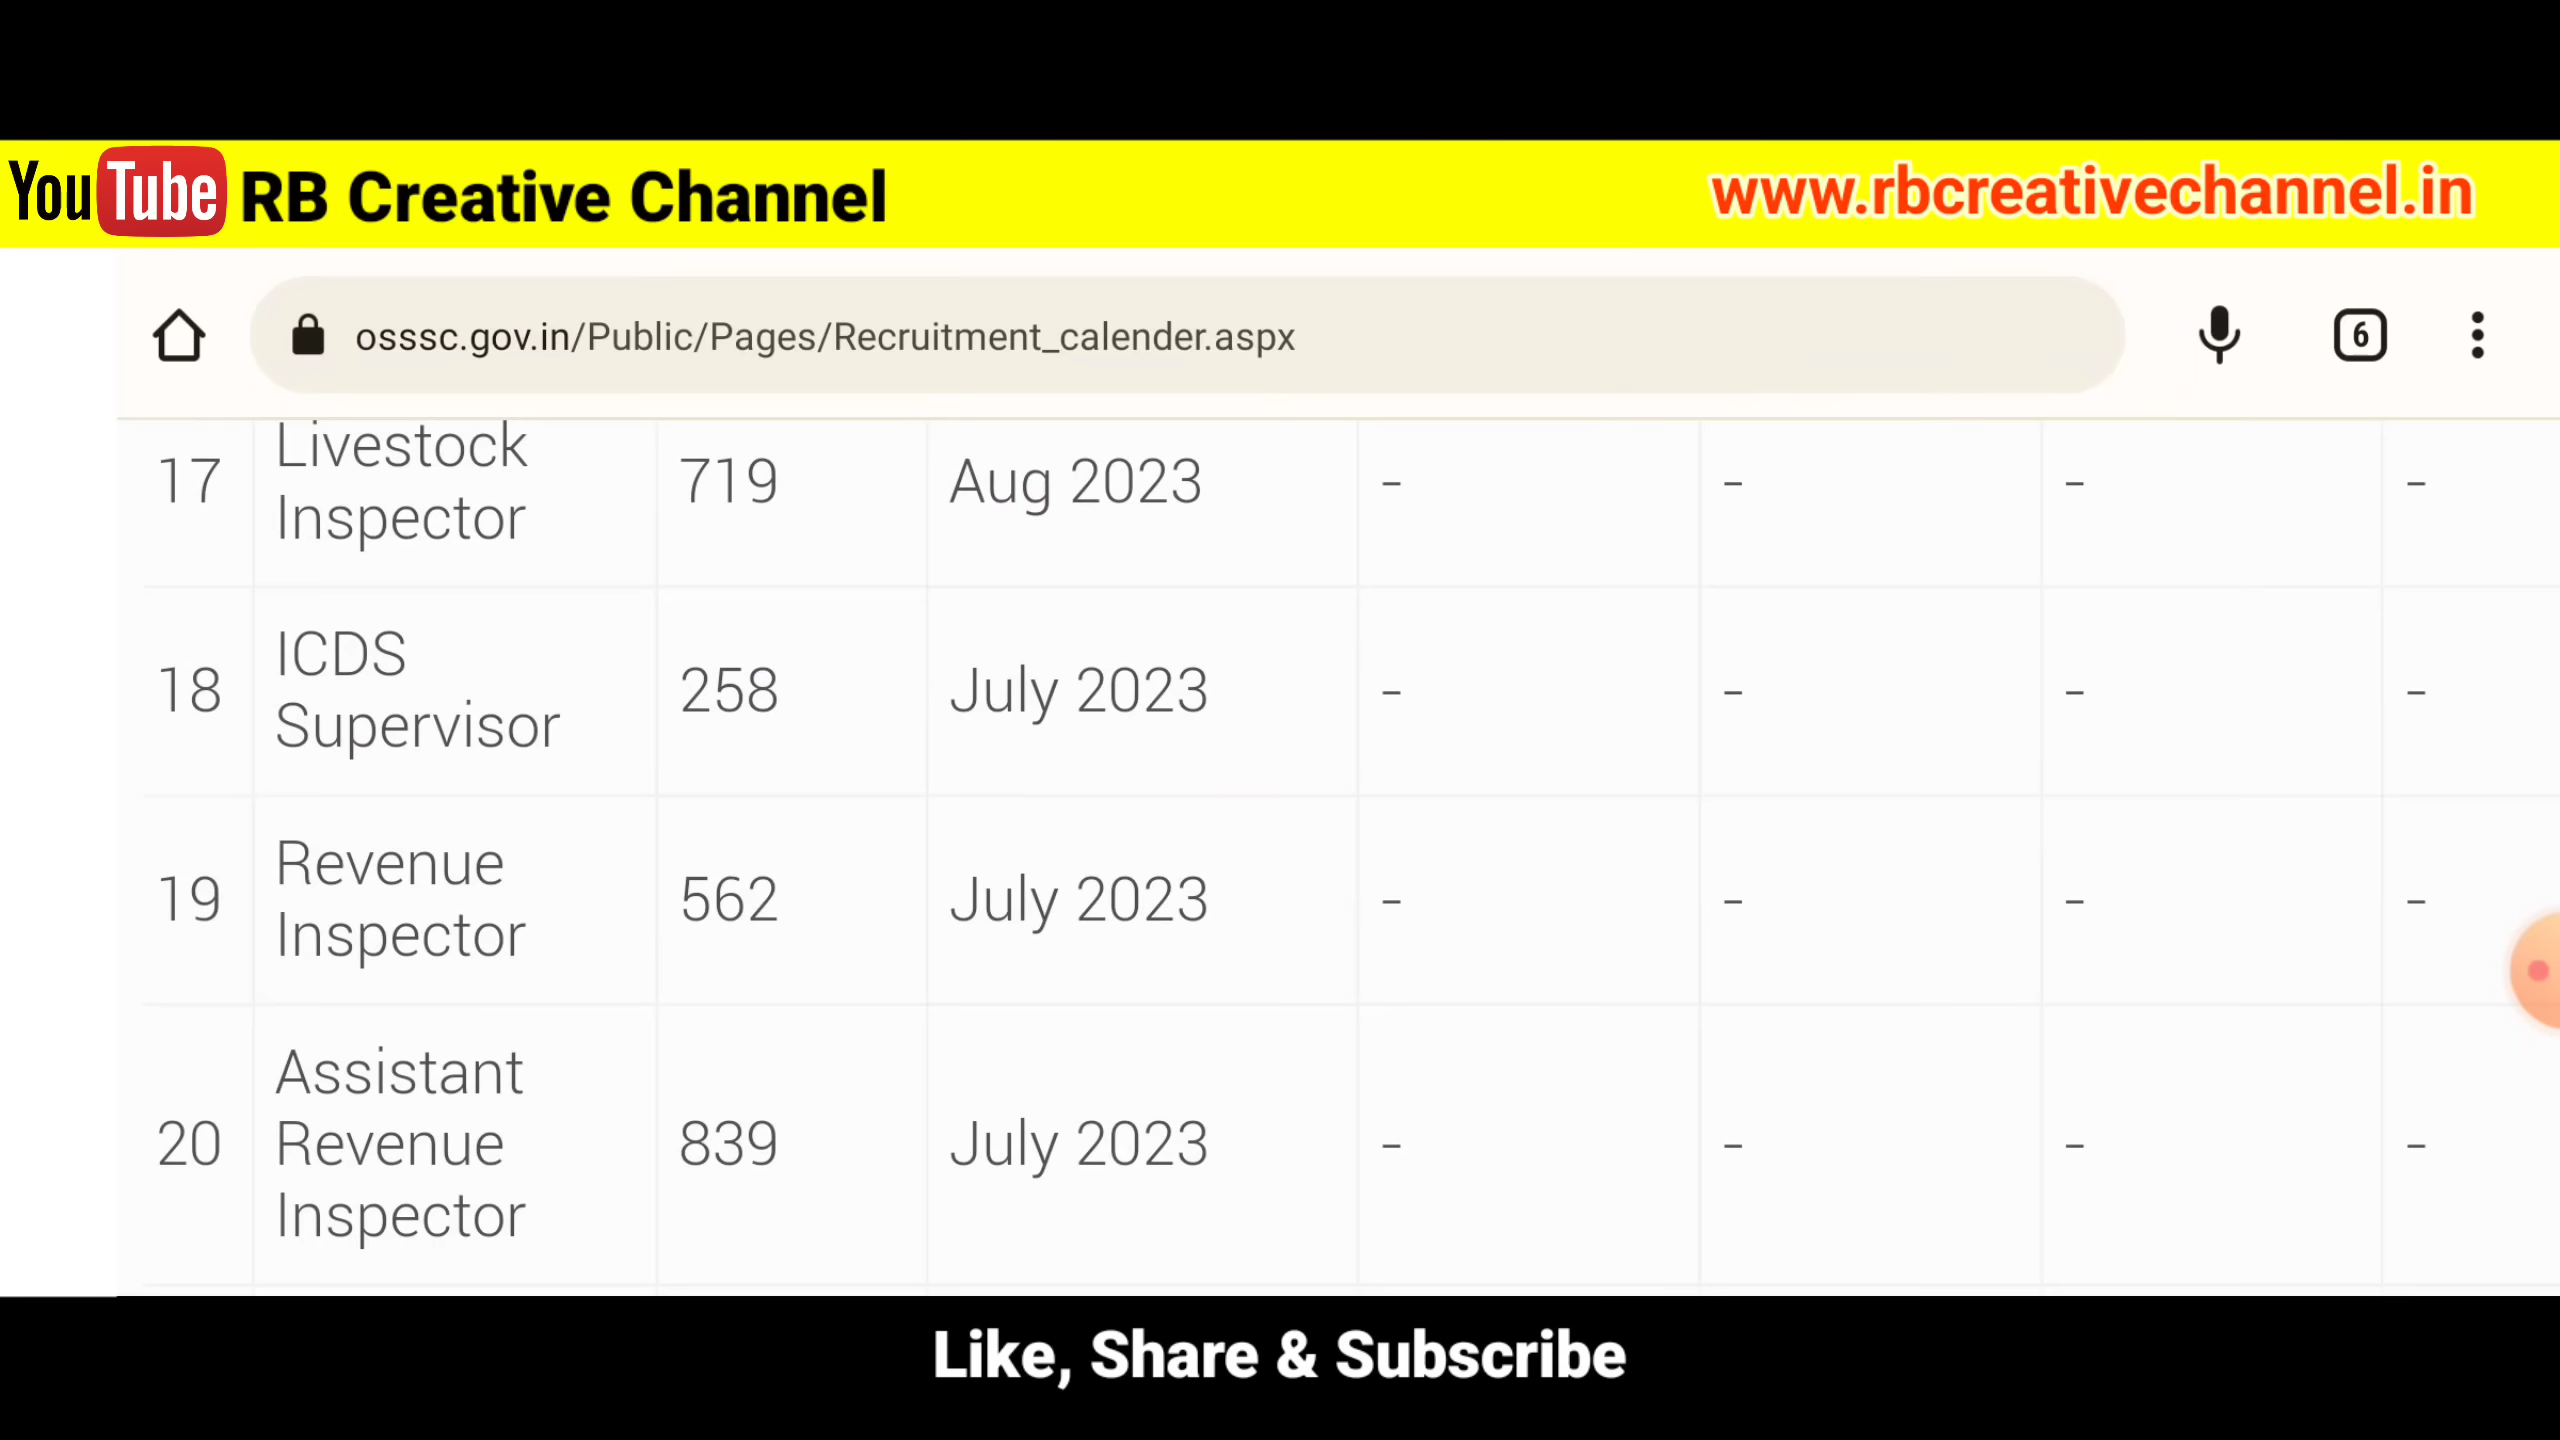 YouTube RB Creative Channel www.rbcreativechannel.in
osssc.gov.in/Public/Pages/Recruitment_calender.aspx 6
17 Livestock Inspector 719 Aug 2023 - - - -
18 ICDS Supervisor 258 July 2023 - - - -
19 Revenue Inspector 562 July 2023 - - - -
20 Assistant Revenue Inspector 839 July 2023 - - - -
Like, Share & Subscribe